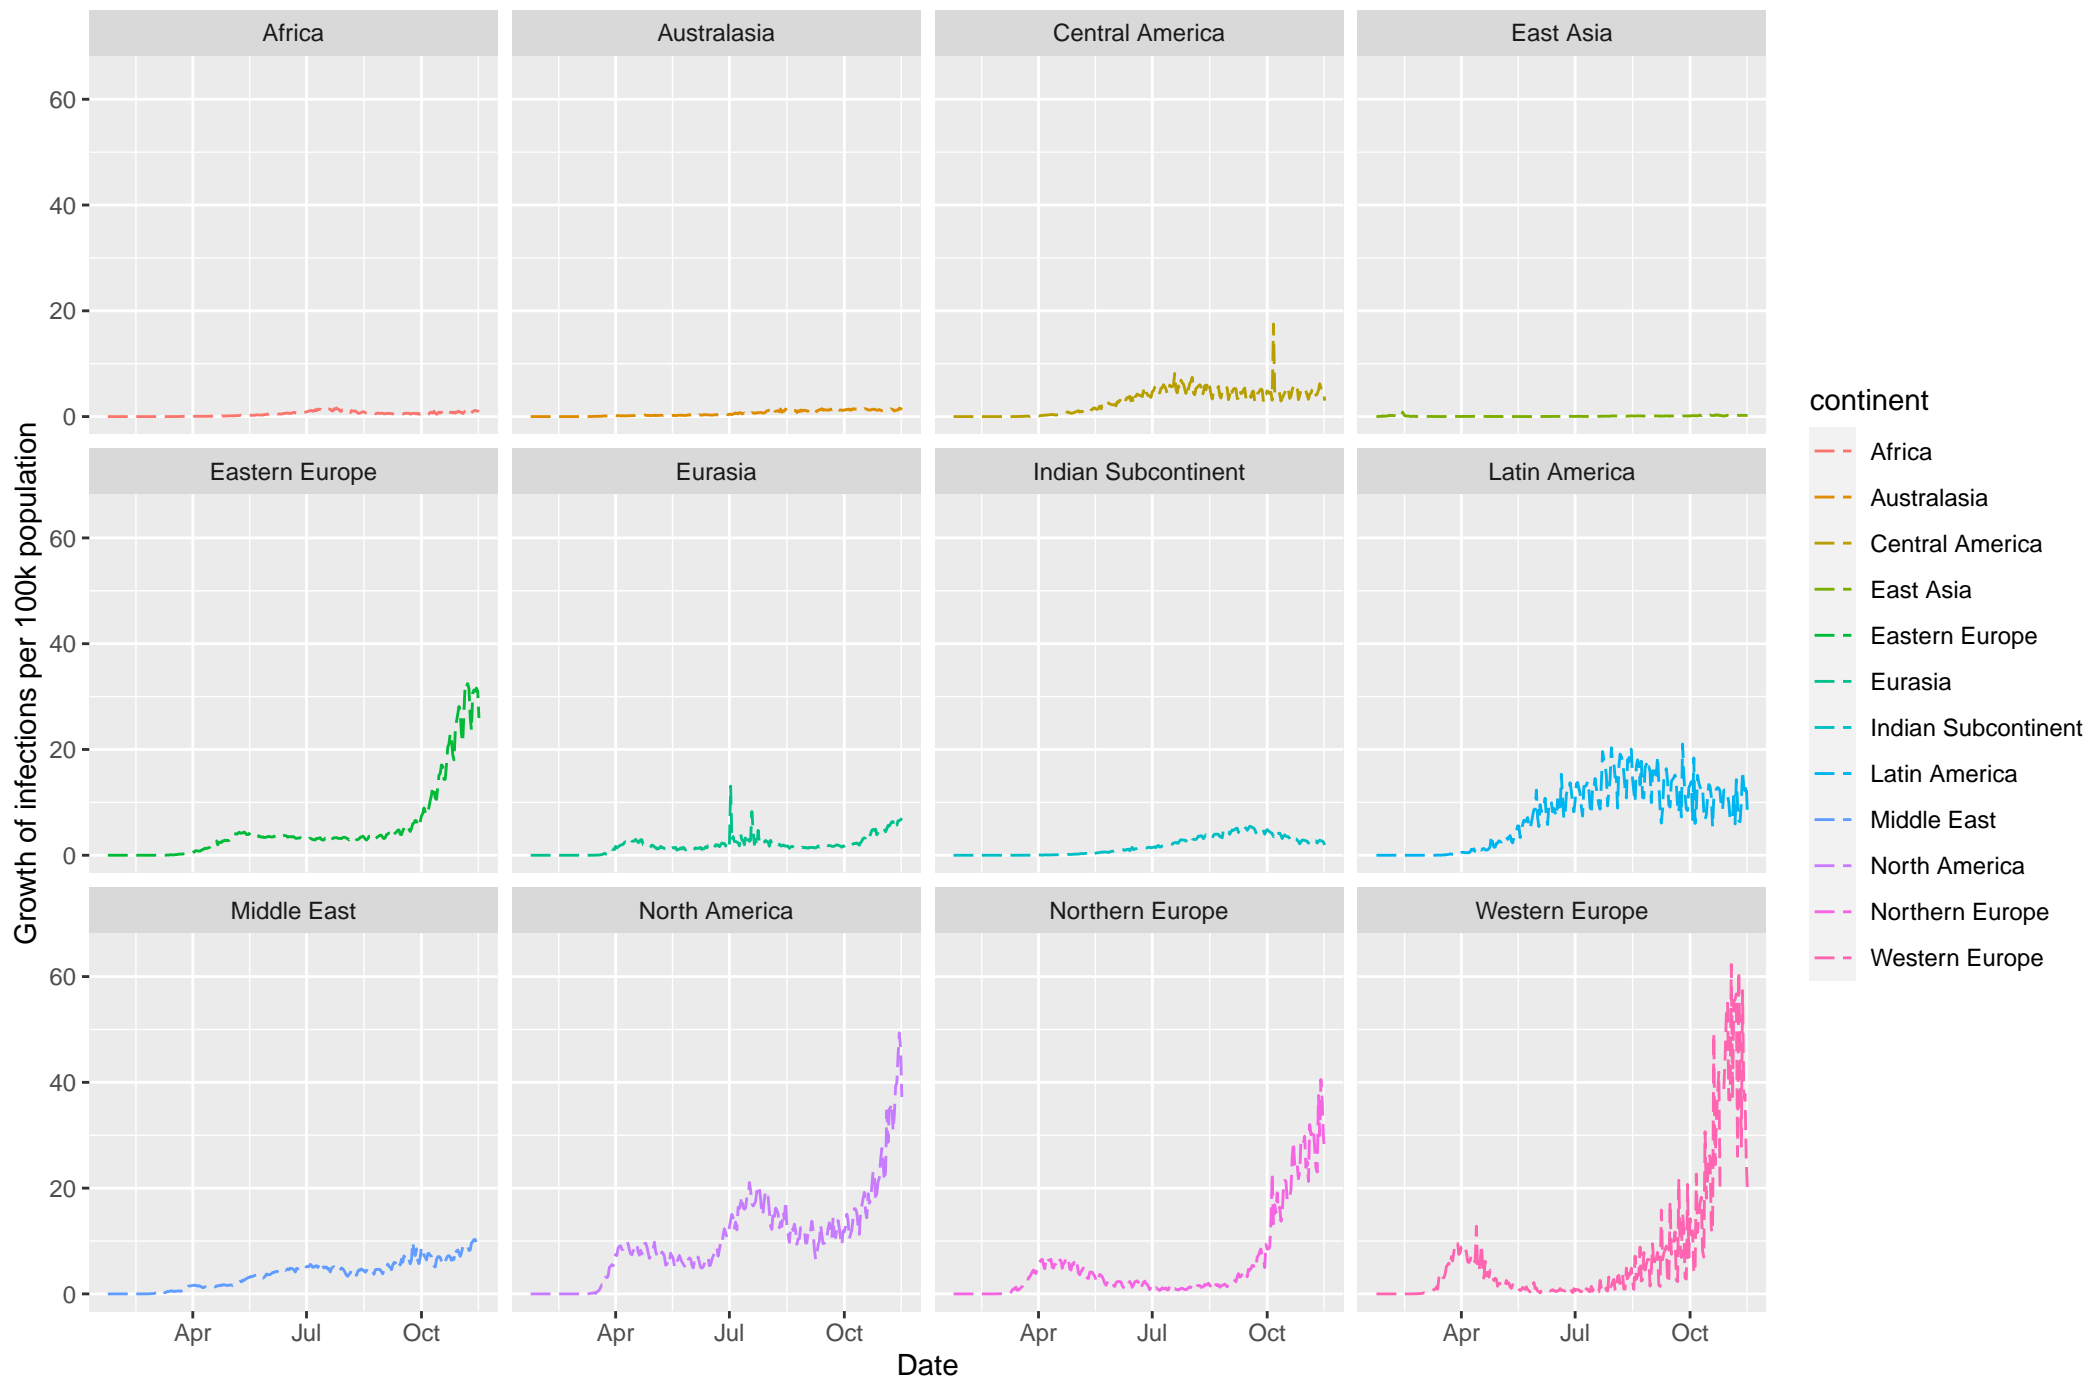 Africa
Australasia
Central America
East Asia
60
40
20
0
Eastern Europe
Eurasia
Indian Subcontinent
Latin America
60
40
20
0
Middle East
North America
Northern Europe
Western Europe
60
40
20
0
Apr Jul Oct
Apr Jul Oct
Apr Jul Oct
Apr Jul Oct
Date
Growth of infections per 100k population
continent
Africa
Australasia
Central America
East Asia
Eastern Europe
Eurasia
Indian Subcontinent
Latin America
Middle East
North America
Northern Europe
Western Europe